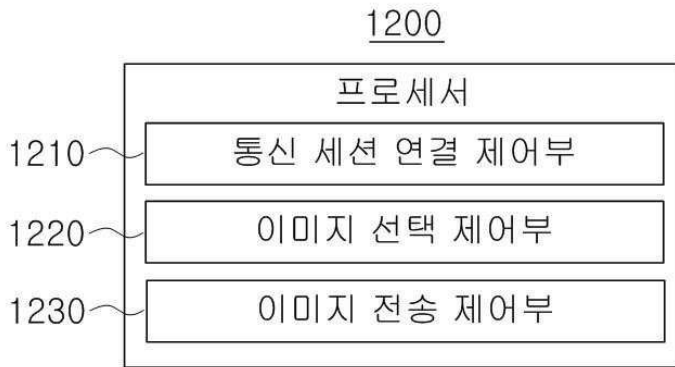 1200
프로세서
1210 통신 세션 연결 제어부
1220 이미지 선택 제어부
1230 이미지 전송 제어부